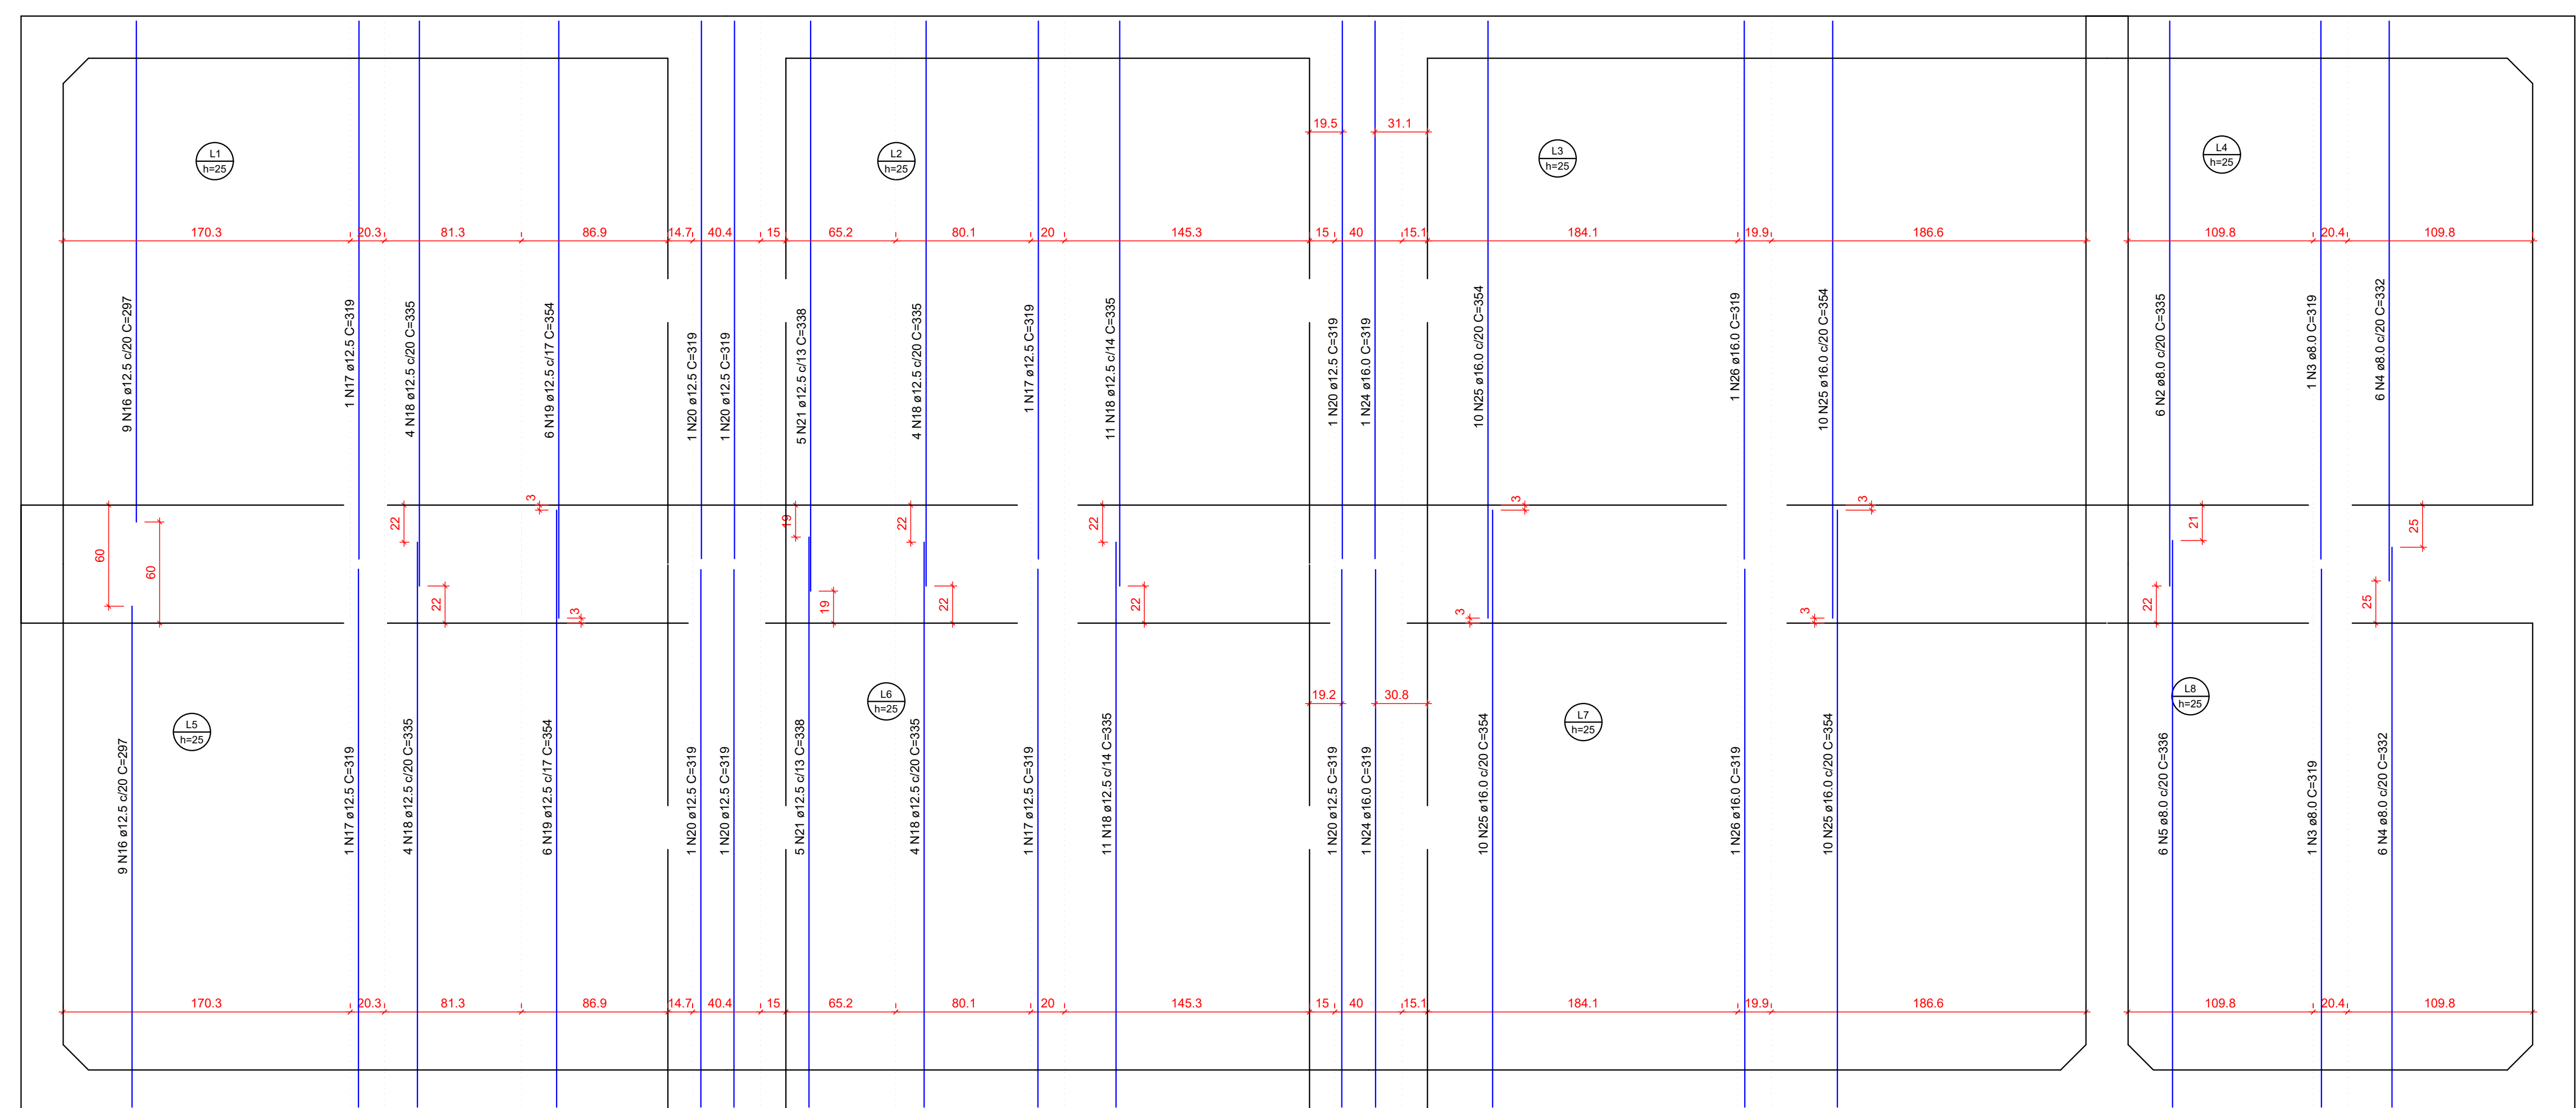 19.5
31.1
L1
h=25
L2
h=25
L3
h=25
L4
h=25
170.3
20.3
81.3
86.9
14.7
40.4
15
65.2
80.1
20
145.3
15
40
15.1
184.1
19.9
186.6
109.8
20.4
109.8
9 N16 ø12.5 c/20 C=297
1 N17 ø12.5 C=319
4 N18 ø12.5 c/20 C=335
6 N19 ø12.5 c/17 C=354
1 N20 ø12.5 C=319
1 N20 ø12.5 C=319
5 N21 ø12.5 c/13 C=338
4 N18 ø12.5 c/20 C=335
1 N17 ø12.5 C=319
11 N18 ø12.5 c/14 C=335
1 N20 ø12.5 C=319
1 N24 ø16.0 C=319
10 N25 ø16.0 c/20 C=354
1 N26 ø16.0 C=319
10 N25 ø16.0 c/20 C=354
6 N2 ø8.0 c/20 C=335
1 N3 ø8.0 C=319
6 N4 ø8.0 c/20 C=332
60
60
22
22
3
3
19
19
22
22
22
22
3
3
3
3
21
22
25
25
19.2
30.8
L5
h=25
L6
h=25
L7
h=25
L8
h=25
9 N16 ø12.5 c/20 C=297
1 N17 ø12.5 C=319
4 N18 ø12.5 c/20 C=335
6 N19 ø12.5 c/17 C=354
1 N20 ø12.5 C=319
1 N20 ø12.5 C=319
5 N21 ø12.5 c/13 C=338
4 N18 ø12.5 c/20 C=335
1 N17 ø12.5 C=319
11 N18 ø12.5 c/14 C=335
1 N20 ø12.5 C=319
1 N24 ø16.0 C=319
10 N25 ø16.0 c/20 C=354
1 N26 ø16.0 C=319
10 N25 ø16.0 c/20 C=354
6 N5 ø8.0 c/20 C=336
1 N3 ø8.0 C=319
6 N4 ø8.0 c/20 C=332
170.3
20.3
81.3
86.9
14.7
40.4
15
65.2
80.1
20
145.3
15
40
15.1
184.1
19.9
186.6
109.8
20.4
109.8